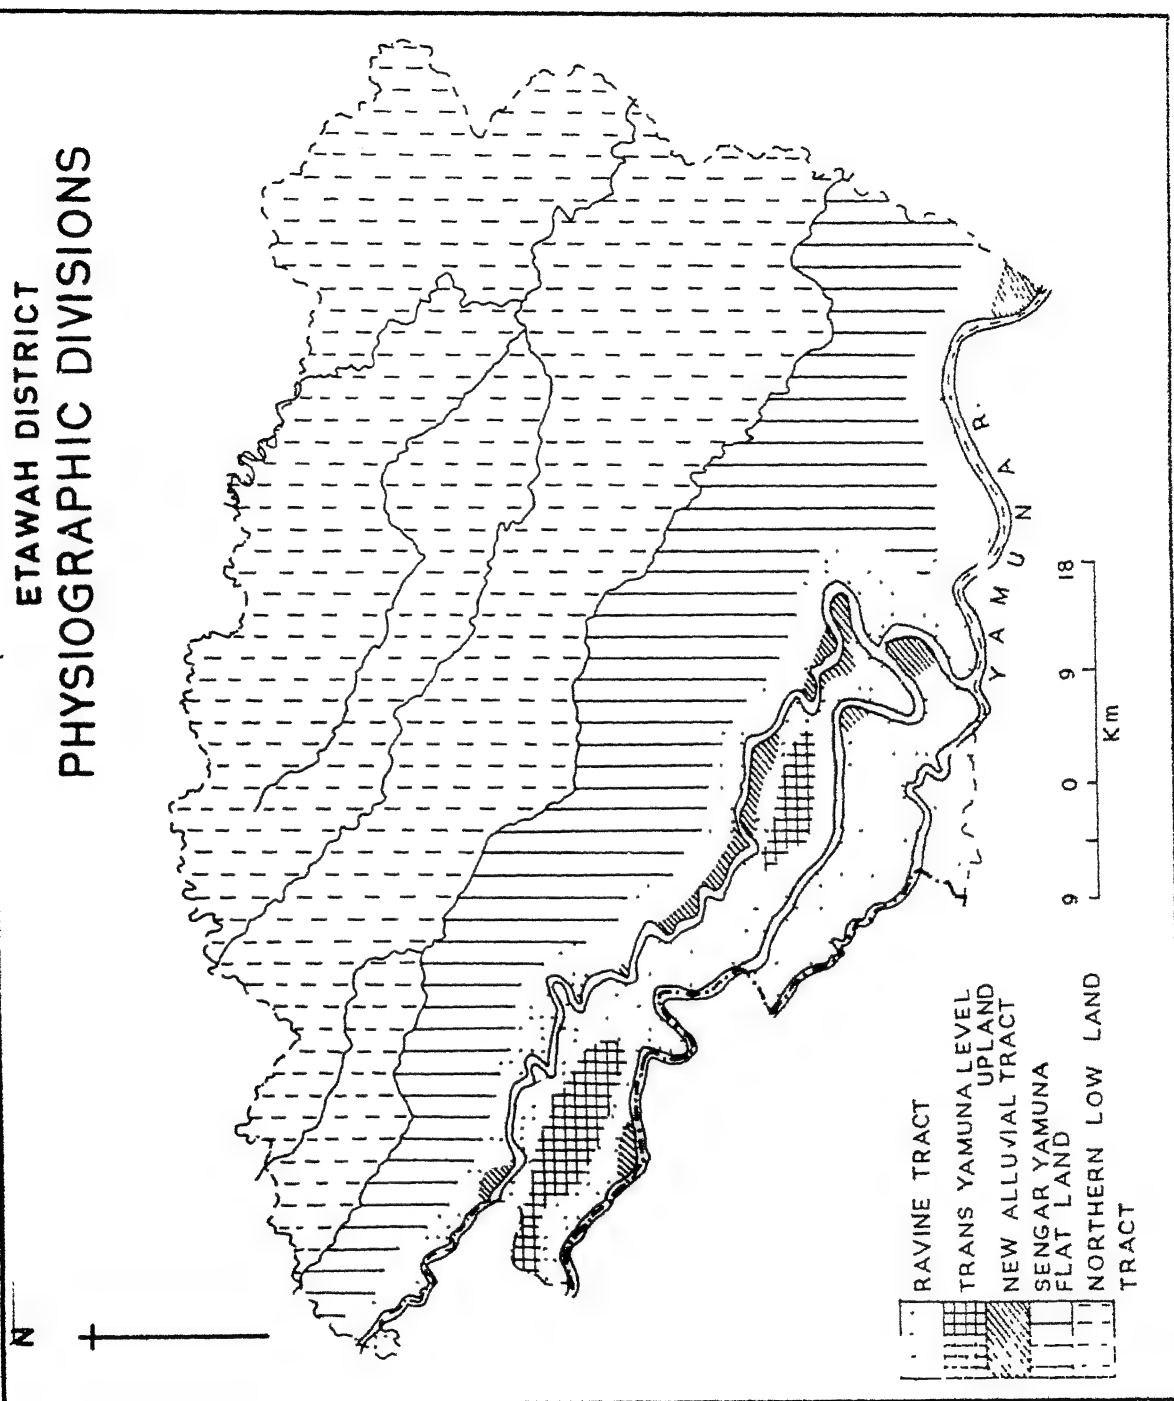 ETAWAH DISTRICT
PHYSIOGRAPHIC DIVISIONS
N
YAMUNA R.
9 0 9 18
Km
RAVINE TRACT
TRANS YAMUNA LEVEL
UPLAND
NEW ALLUVIAL TRACT
SENGAR YAMUNA
FLAT LAND
NORTHERN LOW LAND
TRACT